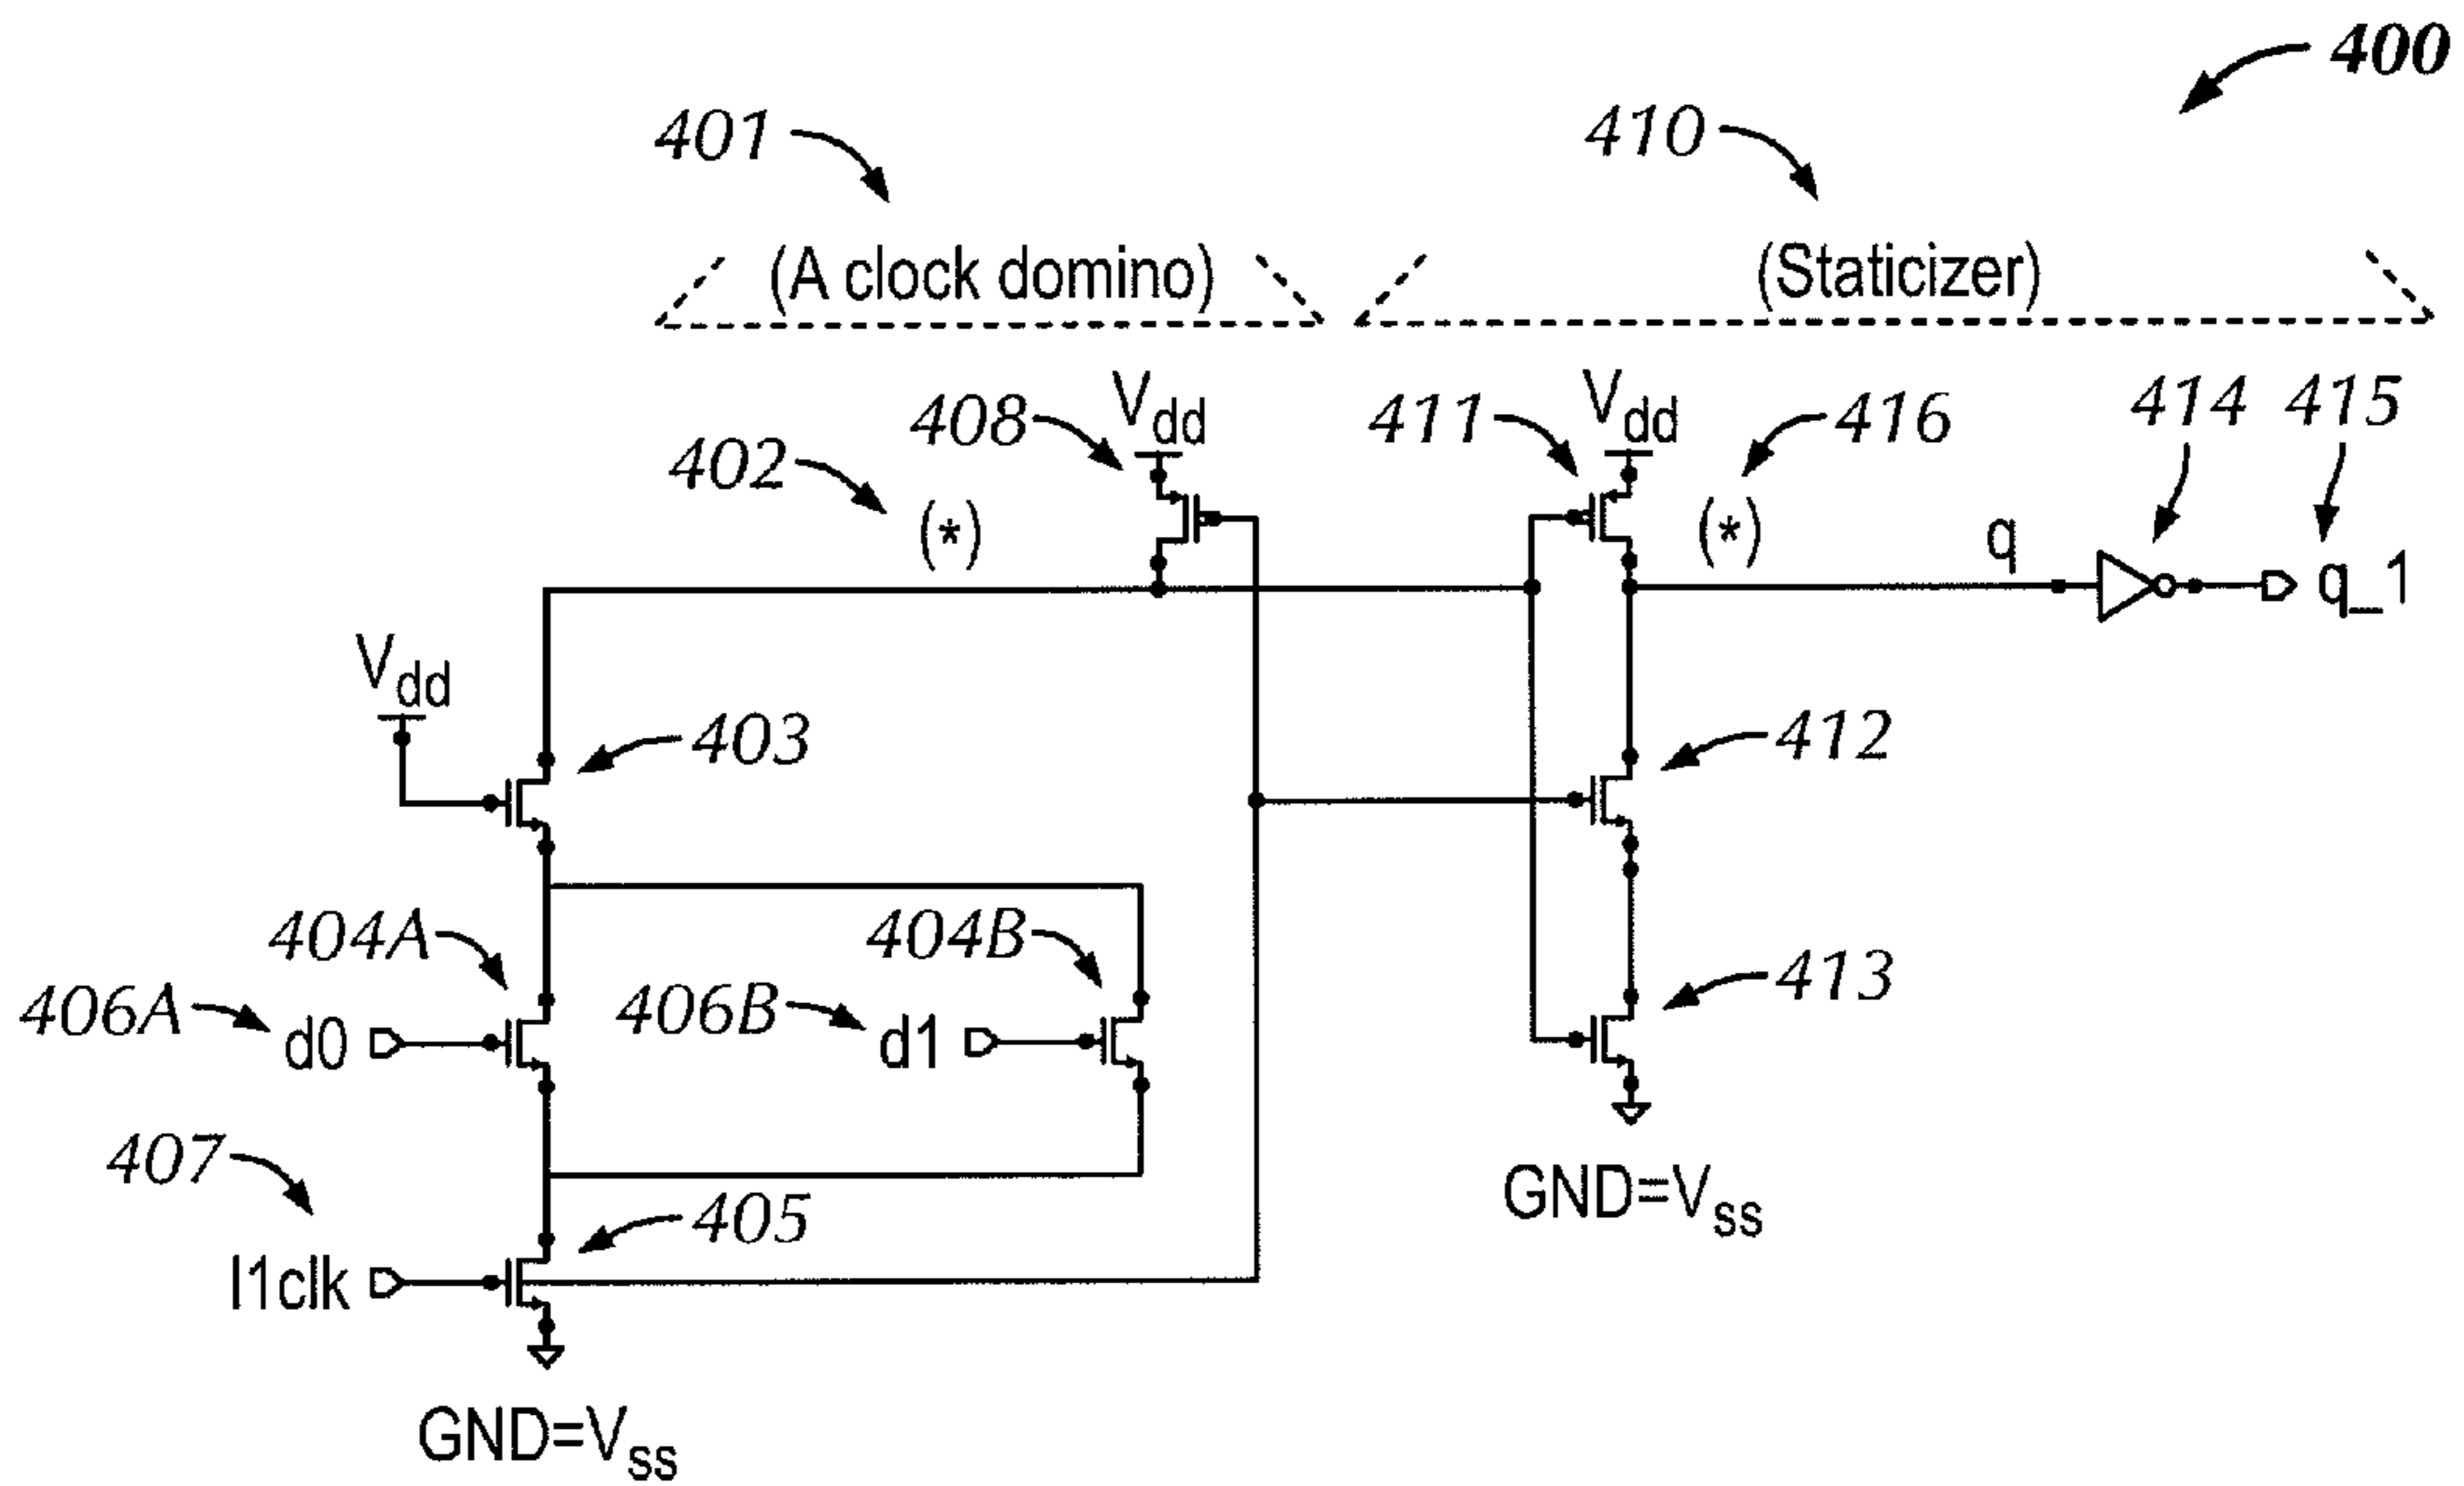 400
401
410
(A clock domino)
(Staticizer)
408
Vdd
411
Vdd
416
414
415
402
(*)
(*)
q
q_1
Vdd
403
412
404A
404B
413
406A
d0
406B
d1
407
405
l1clk
GND=Vss
GND=Vss